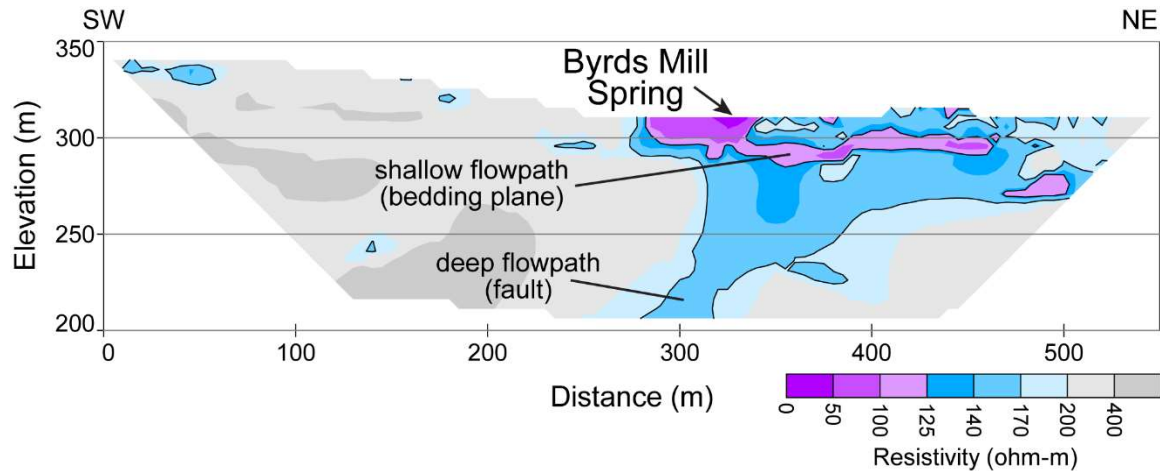 SW
NE
350
Byrds Mill
Spring
300
shallow flowpath
(bedding plane)
250
deep flowpath
(fault)
200
Elevation (m)
0
100
200
300
400
500
Distance (m)
0
50
100
125
140
170
200
400
Resistivity (ohm-m)